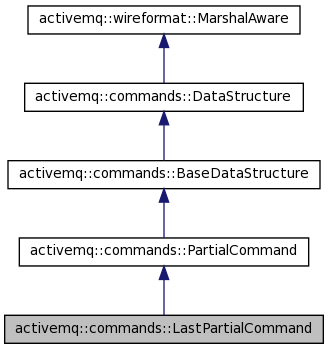 activemq::wireformat::MarshalAware
activemq::commands::DataStructure
activemq::commands::BaseDataStructure
activemq::commands::PartialCommand
activemq::commands::LastPartialCommand